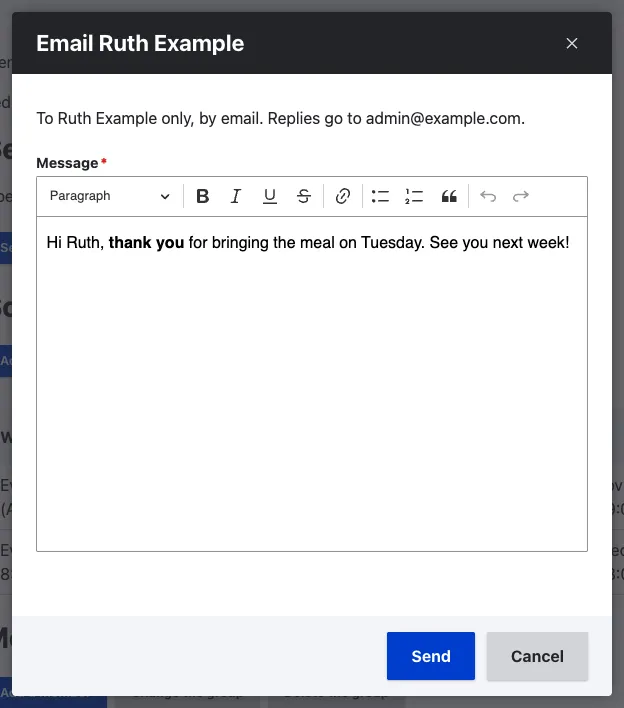 Email Ruth Example
To Ruth Example only, by email. Replies go to admin@example.com.
Message*
Paragraph
Hi Ruth, thank you for bringing the meal on Tuesday. See you next week!
Send Cancel